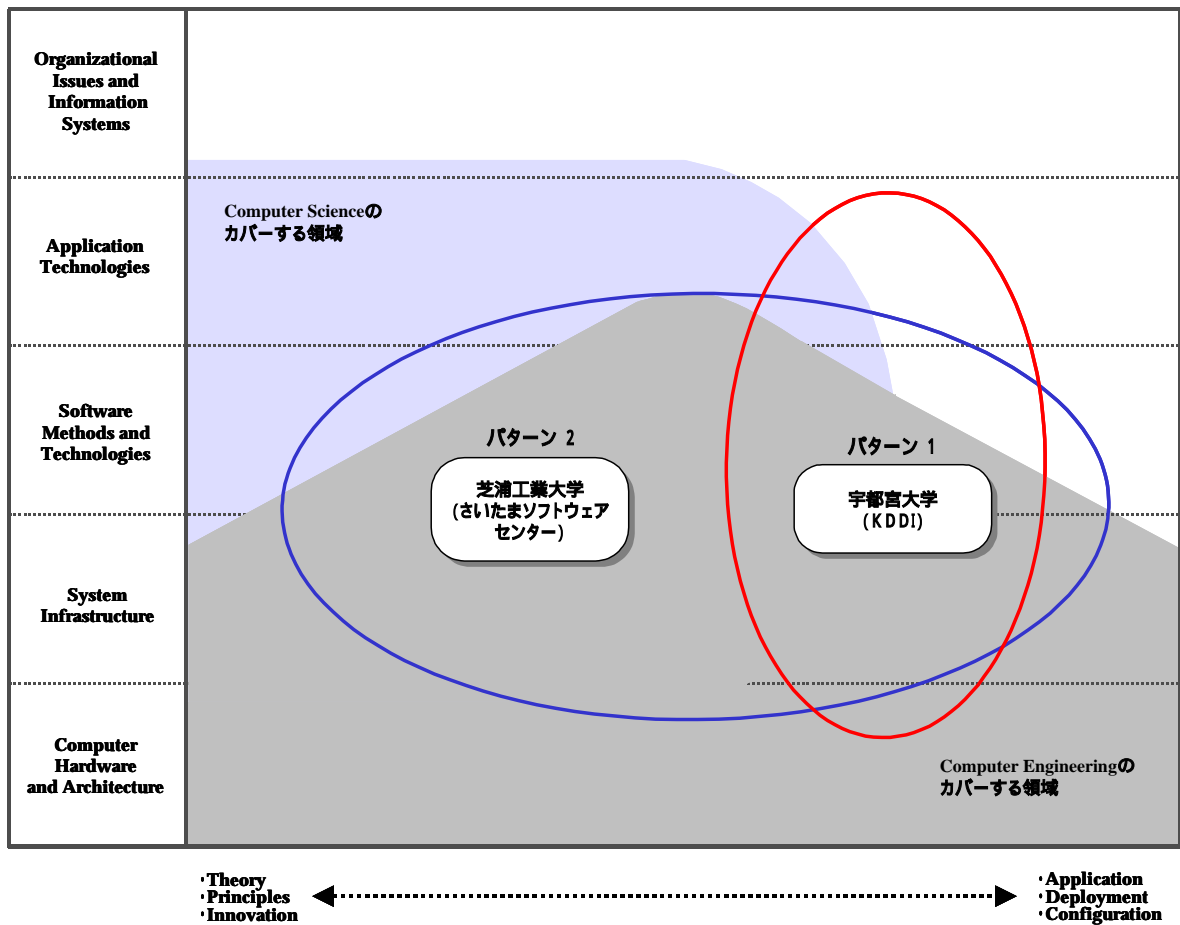 Organizational
Issues and
Information
Systems
Computer Scienceの
カバーする領域
Application
Technologies
Software
Methods and
Technologies
パターン 2
芝浦工業大学
(さいたまソフトウェア
センター)
パターン 1
宇都宮大学
(KDDI)
System
Infrastructure
Computer
Hardware
and Architecture
Computer Engineeringの
カバーする領域
・Theory
・Principles
・Innovation
・Application
・Deployment
・Configuration